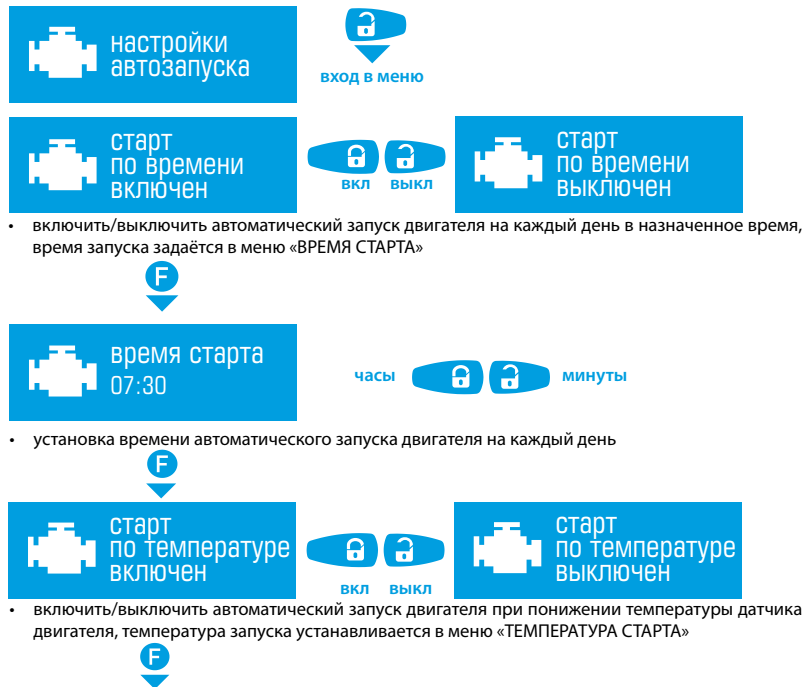 настройки
автозапуска
вход в меню
старт
по времени
включен
вкл выкл
старт
по времени
выключен
• включить/выключить автоматический запуск двигателя на каждый день в назначенное время,
время запуска задаётся в меню «ВРЕМЯ СТАРТА»
F
время старта
07:30
часы
минуты
• установка времени автоматического запуска двигателя на каждый день
F
старт
по температуре
включен
вкл выкл
старт
по температуре
выключен
• включить/выключить автоматический запуск двигателя при понижении температуры датчика
двигателя, температура запуска устанавливается в меню «ТЕМПЕРАТУРА СТАРТА»
F